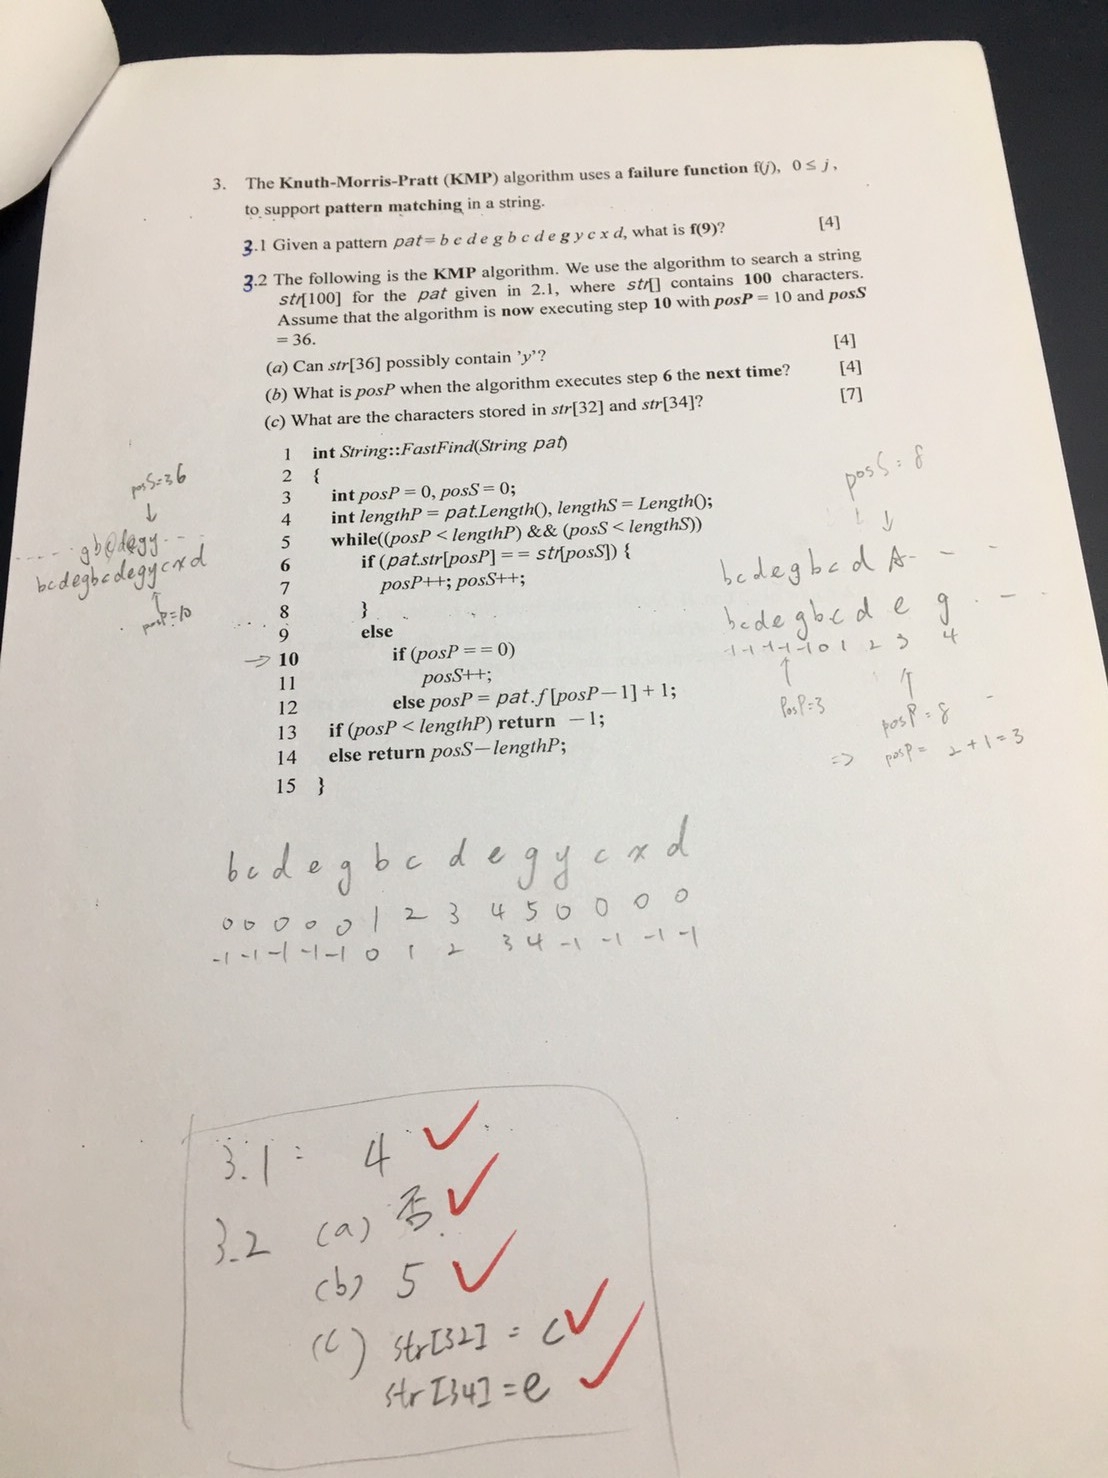 3. The Knuth-Morris-Pratt (KMP) algorithm uses a failure function f(j), 0 ≤ j,
to support pattern matching in a string.
3.1 Given a pattern pat= b c d e g b c d e g y c x d, what is f(9)? [4]
3.2 The following is the KMP algorithm. We use the algorithm to search a string
str[100] for the pat given in 2.1, where str[] contains 100 characters.
Assume that the algorithm is now executing step 10 with posP = 10 and posS
= 36.
(a) Can str[36] possibly contain 'y'? [4]
(b) What is posP when the algorithm executes step 6 the next time? [4]
(c) What are the characters stored in str[32] and str[34]? [7]
1 int String::FastFind(String pat)
2 {
3 int posP = 0, posS = 0;
4 int lengthP = pat.Length(), lengthS = Length();
5 while((posP < lengthP) && (posS < lengthS))
6 if (pat.str[posP] == str[posS]) {
7 posP++; posS++;
8 }
9 else
→ 10 if (posP == 0)
11 posS++;
12 else posP = pat.f [posP−1] + 1;
13 if (posP < lengthP) return −1;
14 else return posS−lengthP;
15 }
posS=36
↓
bcdegbcdegycxd
↑
posP=10
posS = 8
↓
bcdegbcd A - - -
bcdegbcd e g . - -
-1-1-1-1-1 0 1 2 3 4
↑ ↑
PosP=3 posP = 8
=> posP = 2+1=3
b c d e g b c d e g y c x d
0 0 0 0 0 1 2 3 4 5 0 0 0 0
-1 -1 -1 -1 -1 0 1 2 3 4 -1 -1 -1 -1
3.1 : 4 ✓
3.2 (a) 否 ✓
(b) 5 ✓
(c) str[32] = c ✓
str[34] = e ✓